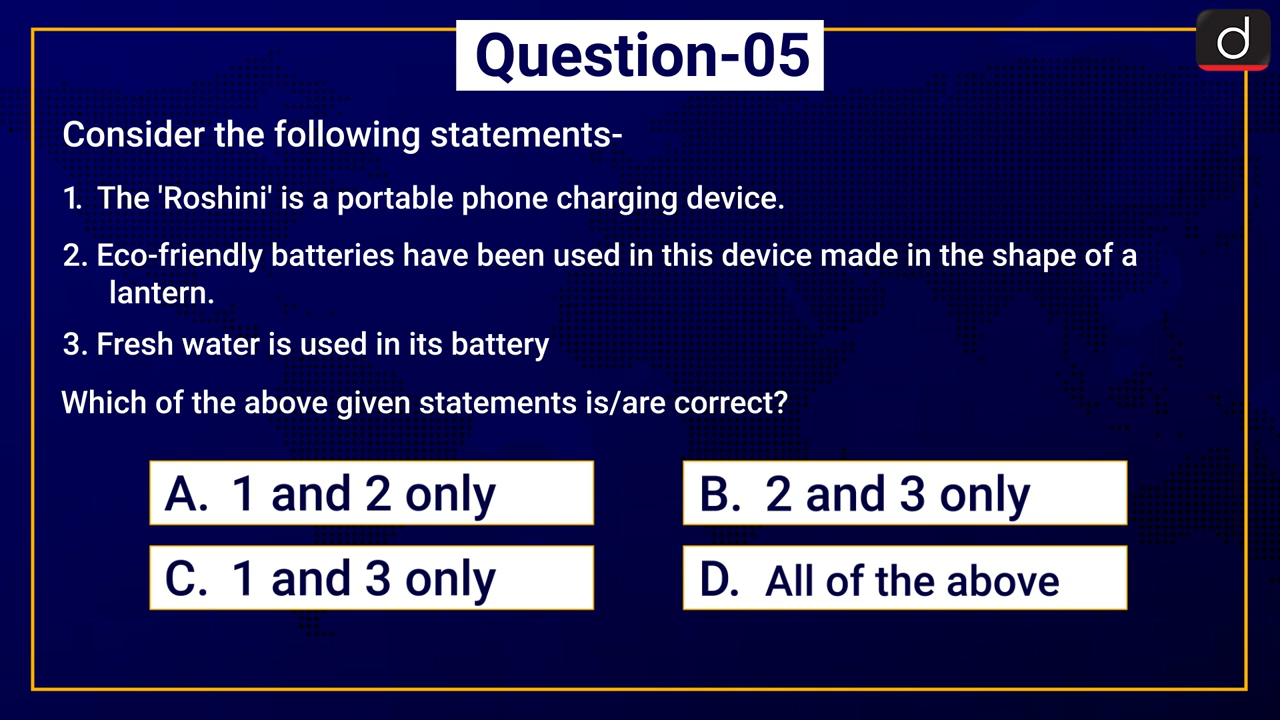 Question-05
d
Consider the following statements-
1. The 'Roshini' is a portable phone charging device.
2. Eco-friendly batteries have been used in this device made in the shape of a
lantern.
3. Fresh water is used in its battery
Which of the above given statements is/are correct?
A. 1 and 2 only
B. 2 and 3 only
C. 1 and 3 only
D. All of the above